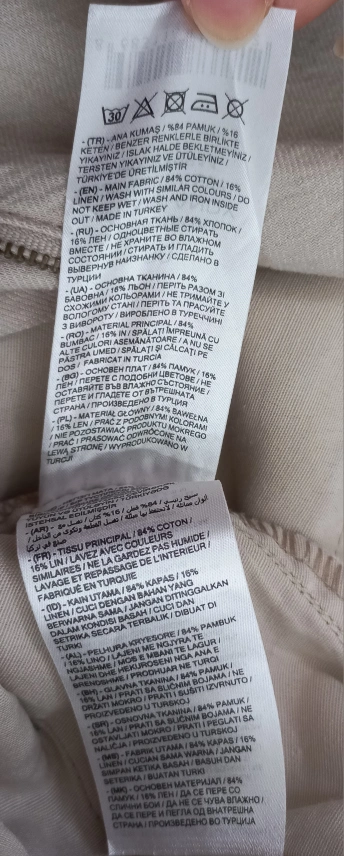 30
- (TR) - ANA KUMAŞ / %84 PAMUK / %16
KETEN / BENZER RENKLERLE BİRLİKTE
YIKAYINIZ / ISLAK HALDE BEKLETMEYİNİZ /
TERSTEN YIKAYINIZ VE ÜTÜLEYİNİZ /
TÜRKİYE'DE ÜRETİLMİŞTİR
- (EN) - MAIN FABRIC / 84% COTTON / 16%
LINEN / WASH WITH SIMILAR COLOURS / DO
NOT KEEP WET / WASH AND IRON INSIDE
OUT / MADE IN TURKEY
- (RU) - ОСНОВНАЯ ТКАНЬ / 84% ХЛОПОК /
16% ЛЕН / ОДНОЦВЕТНЫЕ СТИРАТЬ
ВМЕСТЕ / НЕ ХРАНИТЕ ВО ВЛАЖНОМ
СОСТОЯНИИ / СТИРАТЬ И ГЛАДИТЬ
ВЫВЕРНУВ НАИЗНАНКУ / СДЕЛАНО В
ТУРЦИИ
- (UA) - ОСНОВНА ТКАНИНА / 84%
БАВОВНА / 16% ЛЬОН / ПЕРІТЬ РАЗОМ З
СХОЖИМИ КОЛЬОРАМИ / НЕ ТРИМАЙТЕ У
ВОЛОГОМУ СТАНІ / ПЕРІТЬ ТА ПРАСУЙТЕ
З ВИВОРОТУ / ВИРОБЛЕНО В ТУРЕЧЧИНІ
- (RO) - MATERIAL PRINCIPAL / 84%
BUMBAC / 16% IN / SPĂLAȚI ÎMPREUNĂ CU
ALTE CULORI ASEMĂNĂTOARE / A NU SE
PĂSTRA UMED / SPĂLAȚI ȘI CĂLCAȚI PE
DOS / FABRICAT IN TURCIA
- (BG) - ОСНОВЕН ПЛАТ / 84% ПАМУК / 16%
ЛЕН / ПЕРЕТЕ С ПОДОБНИ ЦВЕТОВЕ / НЕ
ОСТАВЯЙТЕ ВЪВ ВЛАЖНО СЪСТОЯНИЕ /
ПЕРЕТЕ И ГЛАДЕТЕ ОТ ВЪТРЕШНАТА
СТРАНА / ПРОИЗВЕДЕНО В ТУРЦИЯ
- (PL) - MATERIAŁ GŁÓWNY / 84% BAWEŁNA
/ 16% LEN / PRAĆ Z PODOBNYMI KOLORAMI
/ NIE POZOSTAWIAĆ PRODUKTU MOKREGO
/ PRAĆ I PRASOWAĆ ODWRÓCONE NA
LEWĄ STRONĘ / WYPRODUKOWANO W
TURCJI
- (FR) - TISSU PRINCIPAL / 84% COTON /
16% LIN / LAVEZ AVEC COULEURS
SIMILAIRES / NE LA GARDEZ PAS HUMIDE /
LAVAGE ET REPASSAGE DE L'INTERIEUR /
FABRIQUÉ EN TURQUIE
- (ID) - KAIN UTAMA / 84% KAPAS / 16%
LINEN / CUCI DENGAN BAHAN YANG
BERWARNA SAMA / JANGAN DITINGGALKAN
DALAM KONDISI BASAH / CUCI DAN
SETRIKA SECARA TERBALIK / DIBUAT DI
TURKI
- (AL) - PELHURA KRYESORE / 84% PAMBUK
/ 16% LINO / LAJENI ME NGJYRA TE
NGJASHME / MOS E MBANI TE LAGUR /
LAJENI DHE HEKUROSENI NGA ANA E
BRENDSHME / PRODHUAR NE TURQI
- (BH) - GLAVNA TKANINA / 84% PAMUK /
16% LAN / PRATI SA SLIČNIM BOJAMA / NE
DRŽATI MOKRO / PRATI I SUŠITI IZVRNUTO /
PROIZVEDENO U TURSKOJ
- (SR) - OSNOVNA TKANINA / 84% PAMUK /
16% LAN / PRATI SA SLIČNIM BOJAMA / NE
OSTAVLJATI MOKRO / PRATI I PEGLATI SA
NALIČJA / PROIZVEDENO U TURSKOJ
- (MS) - FABRIK UTAMA / 84% KAPAS / 16%
LINEN / CUCIAN SAMA WARNA / JANGAN
SIMPAN KETIKA BASAH / BASUH DAN
SETERIKA / BUATAN TURKI
- (MK) - ОСНОВЕН МАТЕРИЈАЛ / 84%
ПАМУК / 16% ЛЕН / ДА СЕ ПЕРЕ СО
СЛИЧНИ БОИ / ДА НЕ СЕ ЧУВА ВЛАЖНО /
ДА СЕ ПЕРЕ И ПЕГЛА ОД ВНАТРЕШНА
СТРАНА / ПРОИЗВЕДЕНО ВО ТУРЦИЈА